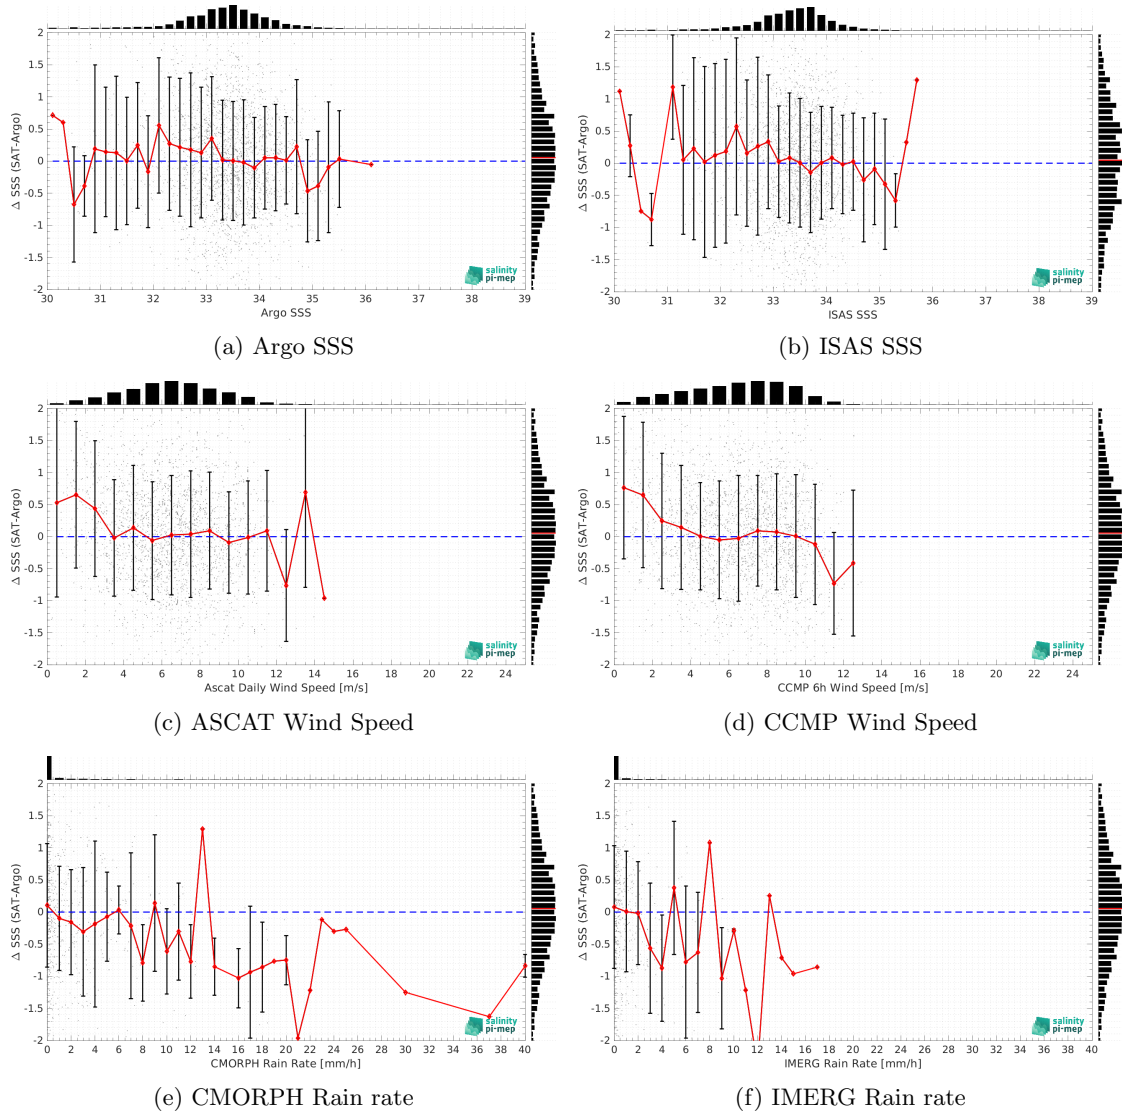 2
1.5
1
0.5
0
-0.5
-1
-1.5
-2
Δ SSS (SAT-Argo)
30 31 32 33 34 35 36 37 38 39
Argo SSS
salinity
pi-mep
(a) Argo SSS
2
1.5
1
0.5
0
-0.5
-1
-1.5
-2
Δ SSS (SAT-Argo)
30 31 32 33 34 35 36 37 38 39
ISAS SSS
salinity
pi-mep
(b) ISAS SSS
2
1.5
1
0.5
0
-0.5
-1
-1.5
-2
Δ SSS (SAT-Argo)
0 2 4 6 8 10 12 14 16 18 20 22 24
Ascat Daily Wind Speed [m/s]
salinity
pi-mep
(c) ASCAT Wind Speed
2
1.5
1
0.5
0
-0.5
-1
-1.5
-2
Δ SSS (SAT-Argo)
0 2 4 6 8 10 12 14 16 18 20 22 24
CCMP 6h Wind Speed [m/s]
salinity
pi-mep
(d) CCMP Wind Speed
2
1.5
1
0.5
0
-0.5
-1
-1.5
-2
Δ SSS (SAT-Argo)
0 2 4 6 8 10 12 14 16 18 20 22 24 26 28 30 32 34 36 38 40
CMORPH Rain Rate [mm/h]
salinity
pi-mep
(e) CMORPH Rain rate
2
1.5
1
0.5
0
-0.5
-1
-1.5
-2
Δ SSS (SAT-Argo)
0 2 4 6 8 10 12 14 16 18 20 22 24 26 28 30 32 34 36 38 40
IMERG Rain Rate [mm/h]
salinity
pi-mep
(f) IMERG Rain rate